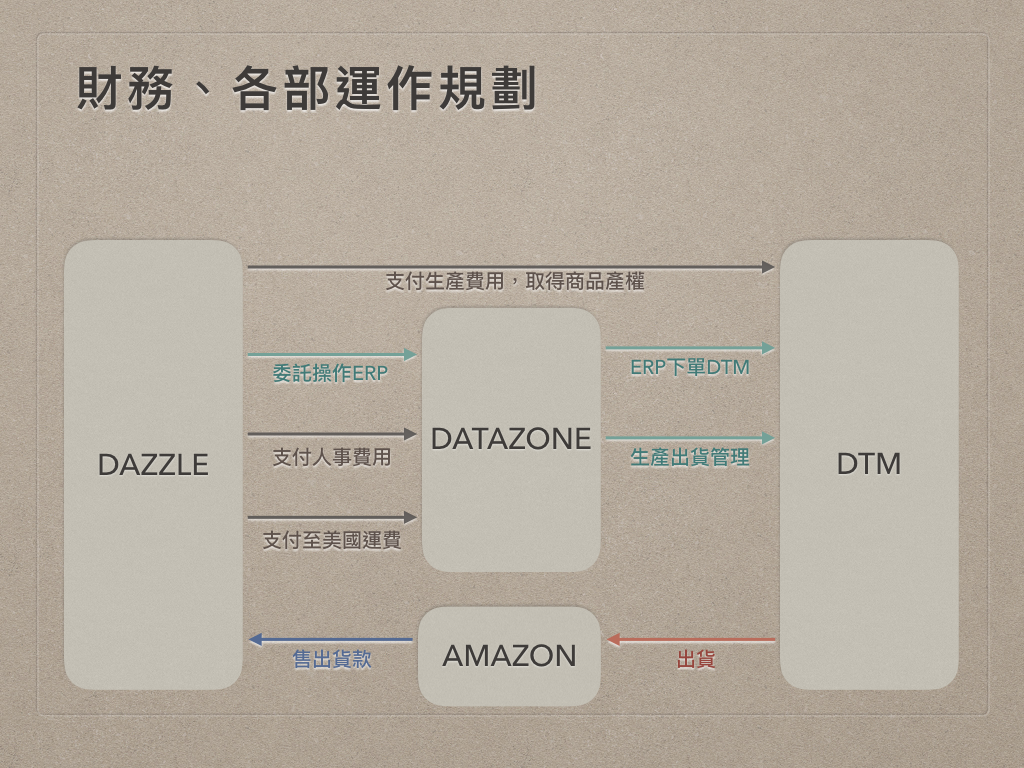 財務、各部運作規劃
支付生產費用，取得商品產權
委託操作ERP
ERP下單DTM
DATAZONE
DAZZLE
支付人事費用
生產出貨管理
DTM
支付至美國運費
售出貨款
AMAZON
出貨